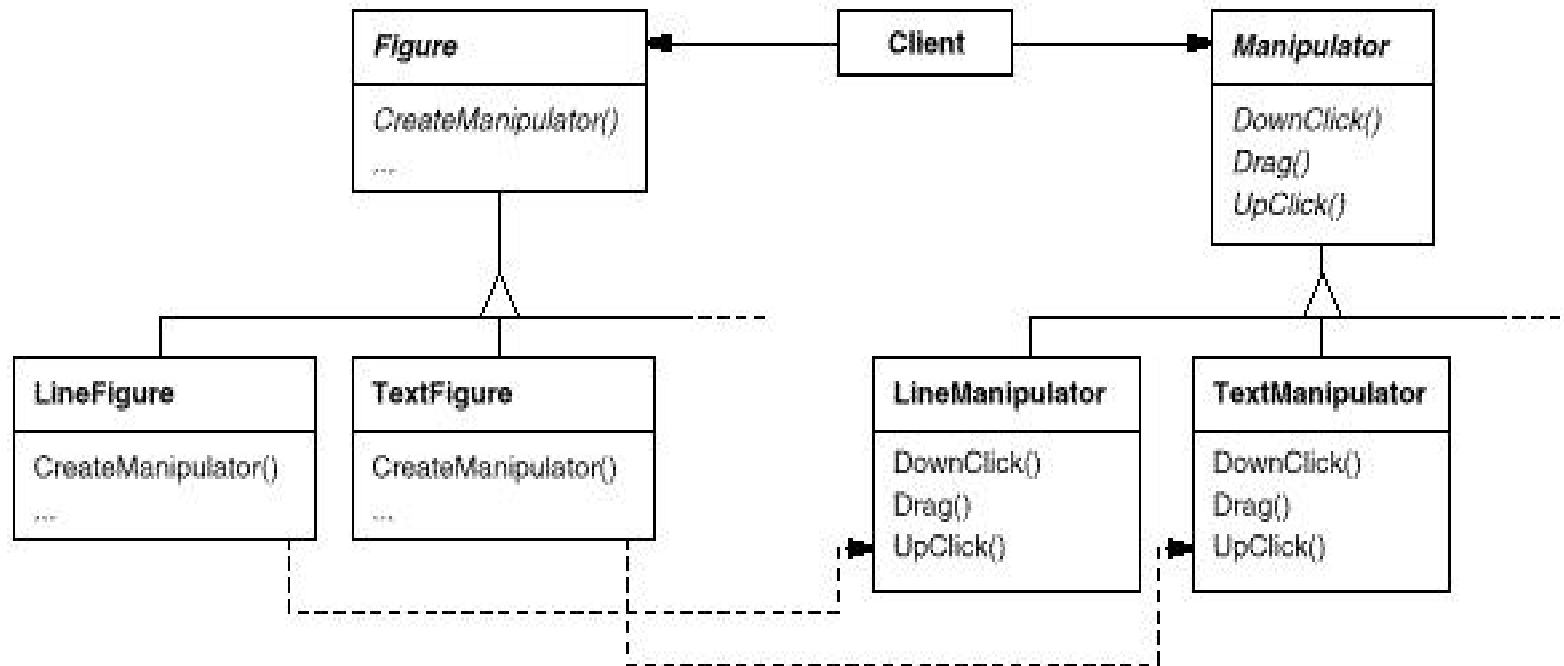 Figure
CreateManipulator()
...
Client
Manipulator
DownClick()
Drag()
UpClick()
LineFigure
CreateManipulator()
...
TextFigure
CreateManipulator()
...
LineManipulator
DownClick()
Drag()
UpClick()
TextManipulator
DownClick()
Drag()
UpClick()